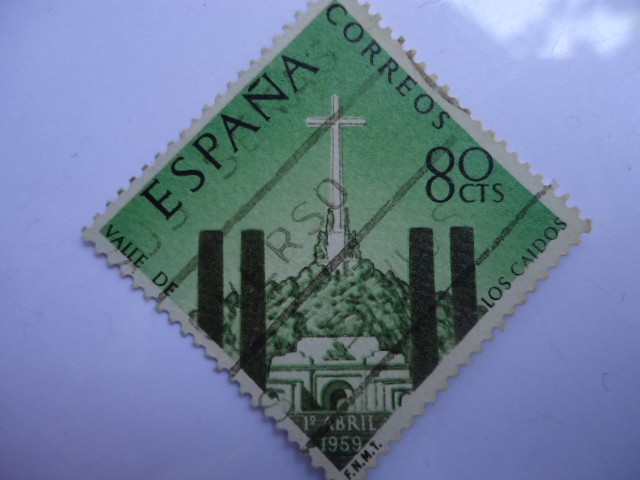 ESPAÑA
CORREOS
80
CTS
VALLE DE
LOS CAIDOS
1º ABRIL
1959
F.N.M.T.